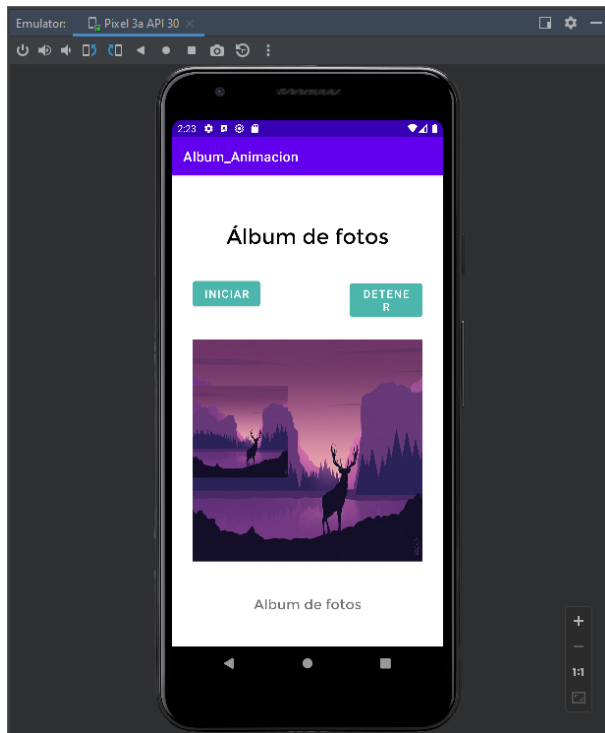 Emulator: Pixel 3a API 30
2:23
Album_Animacion
Álbum de fotos
INICIAR
DETENE
R
Album de fotos
1:1